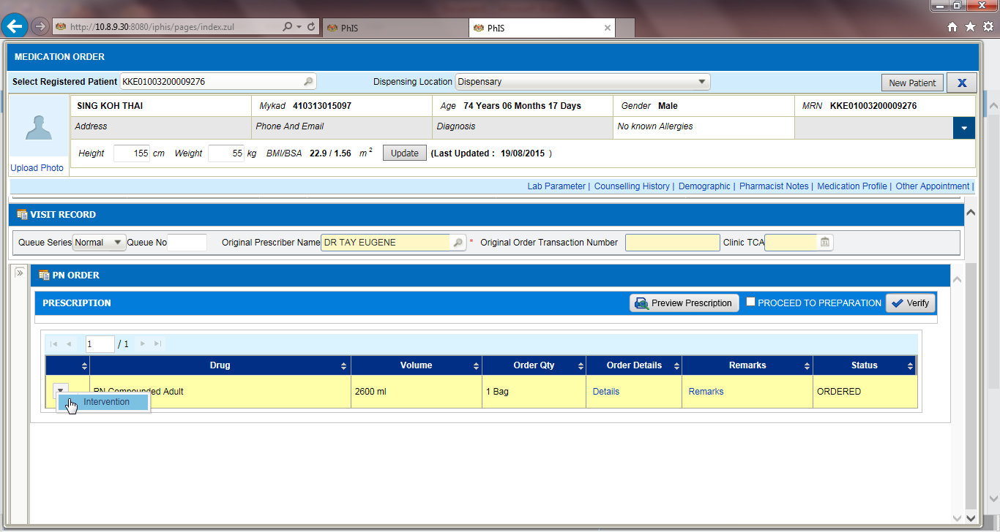 http://10.8.9.30:8080/iphis/pages/index.zul PhIS PhIS
MEDICATION ORDER
Select Registered Patient KKE01003200009276 Dispensing Location Dispensary New Patient X
SING KOH THAI Mykad 410313015097 Age 74 Years 06 Months 17 Days Gender Male MRN KKE01003200009276
Address Phone And Email Diagnosis No known Allergies
Height 155 cm Weight 55 kg BMI/BSA 22.9 / 1.56 m 2 Update (Last Updated : 19/08/2015 )
Upload Photo
Lab Parameter | Counselling History | Demographic | Pharmacist Notes | Medication Profile | Other Appointment |
VISIT RECORD
Queue Series Normal Queue No Original Prescriber Name DR TAY EUGENE * Original Order Transaction Number Clinic TCA
PN ORDER
PRESCRIPTION Preview Prescription PROCEED TO PREPARATION Verify
1 / 1
Drug Volume Order Qty Order Details Remarks Status
PN Compounded Adult 2600 ml 1 Bag Details Remarks ORDERED
Intervention